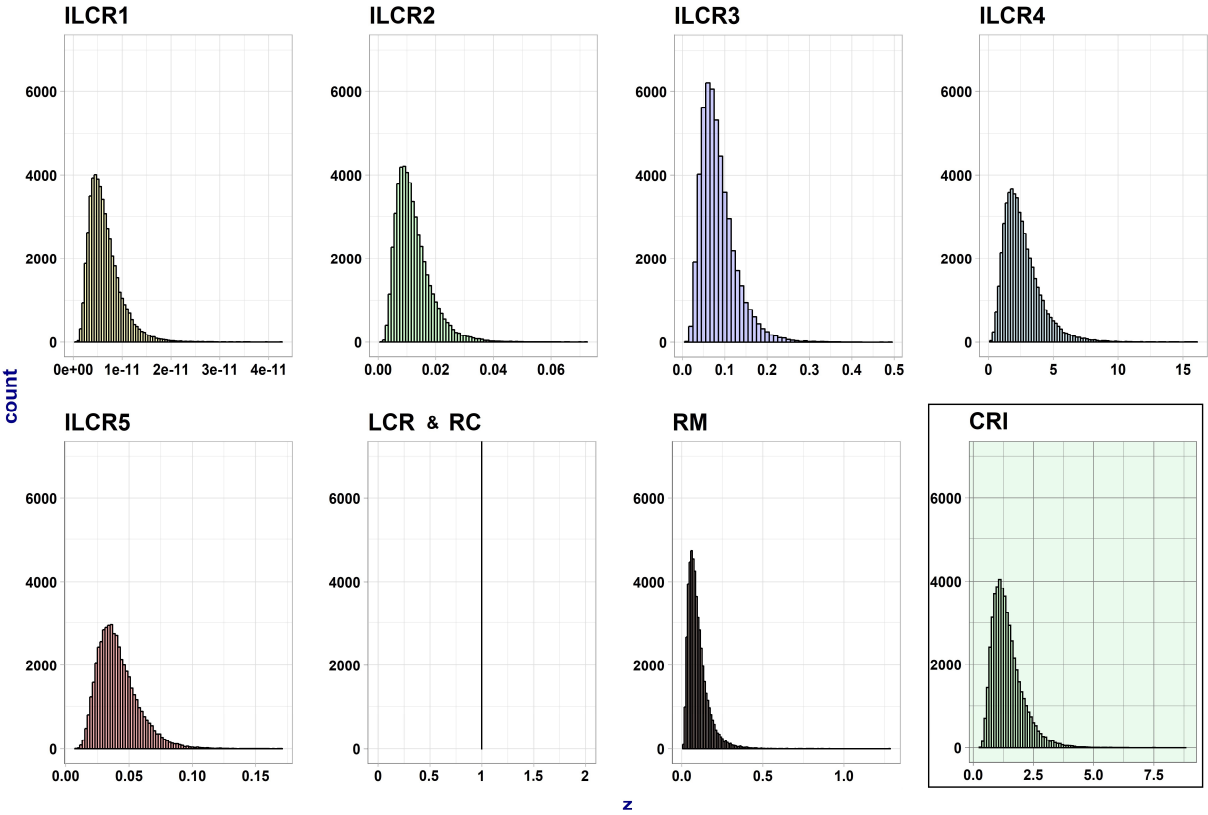 ILCR1 ILCR2 ILCR3 ILCR4
6000 6000 6000 6000
4000 4000 4000 4000
2000 2000 2000 2000
0 0 0 0
0e+00 1e-11 2e-11 3e-11 4e-11 0.00 0.02 0.04 0.06 0.0 0.1 0.2 0.3 0.4 0.5 0 5 10 15
count
ILCR5 LCR & RC RM CRI
6000 6000 6000 6000
4000 4000 4000 4000
2000 2000 2000 2000
0 0 0 0
0.00 0.05 0.10 0.15 0 0.5 1 1.5 2 0.0 0.5 1.0 0.0 2.5 5.0 7.5
z